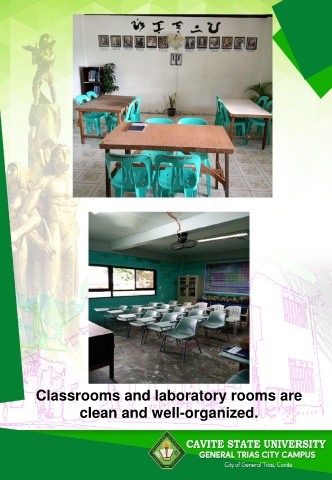 Classrooms and laboratory rooms are
clean and well-organized.
CAVITE STATE UNIVERSITY
GENERAL TRIAS CITY CAMPUS
City of General Trias, Cavite